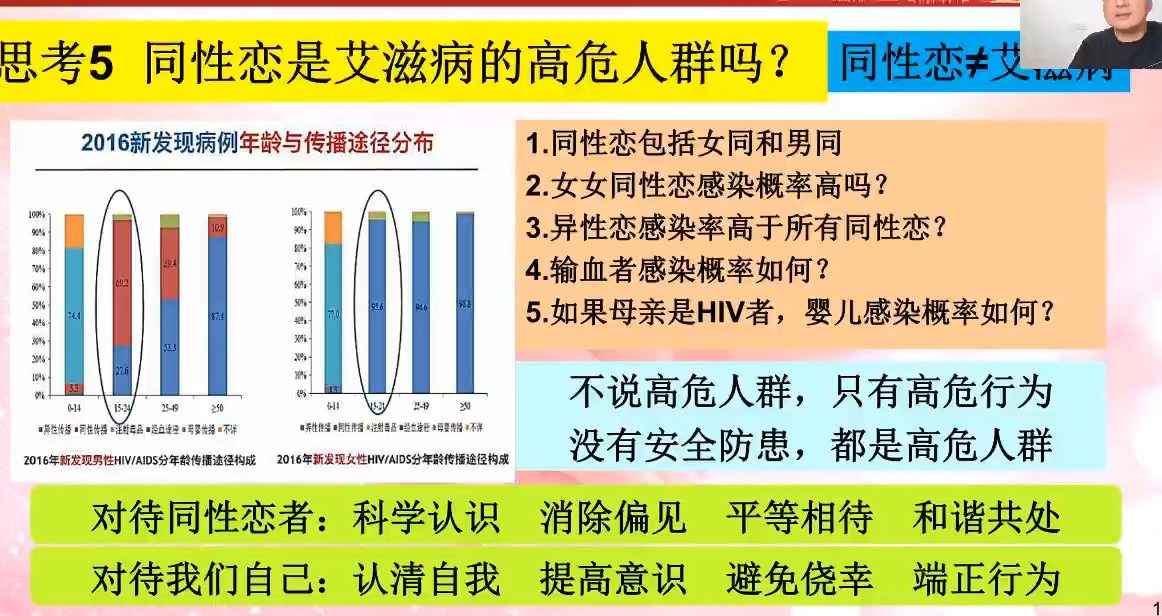 思考5 同性恋是艾滋病的高危人群吗？
同性恋≠艾滋病
2016新发现病例年龄与传播途径分布
100%
90%
80%
70%
60%
50%
40%
30%
20%
10%
0%
74.4
5.5
69.2
27.6
39.4
53.3
10.9
87.4
0-14
15-24
25-49
≥50
异性传播 同性传播 注射毒品 经血途径 母婴传播 不详
2016年新发现男性HIV/AIDS分年龄传播途径构成
100%
90%
80%
70%
60%
50%
40%
30%
20%
10%
0%
77.0
95.6
94.6
98.8
0-14
15-24
25-49
≥50
异性传播 同性传播 注射毒品 经血途径 母婴传播 不详
2016年新发现女性HIV/AIDS分年龄传播途径构成
1.同性恋包括女同和男同
2.女女同性恋感染概率高吗？
3.异性恋感染率高于所有同性恋？
4.输血者感染概率如何？
5.如果母亲是HIV者，婴儿感染概率如何？
不说高危人群，只有高危行为
没有安全防患，都是高危人群
对待同性恋者：科学认识 消除偏见 平等相待 和谐共处
对待我们自己：认清自我 提高意识 避免侥幸 端正行为
1